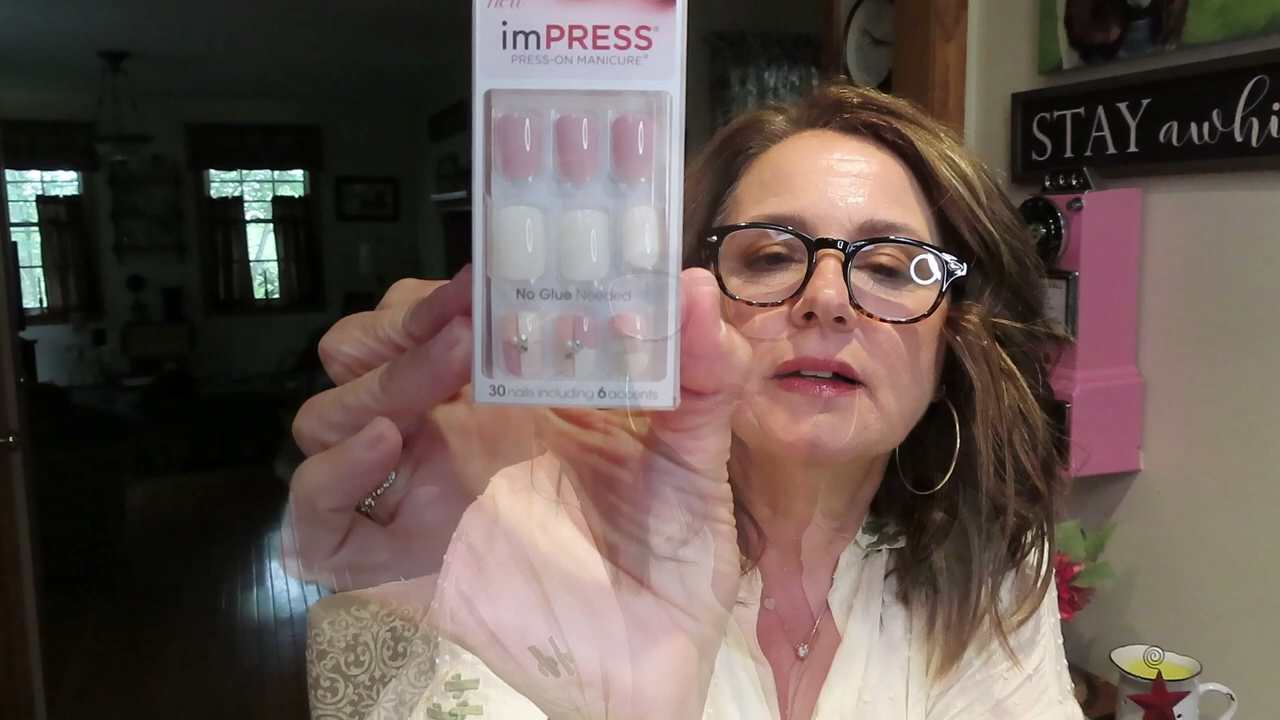 new
imPRESS®
PRESS-ON MANICURE®
No Glue Needed
30 nails including 6 accents
STAY awhi